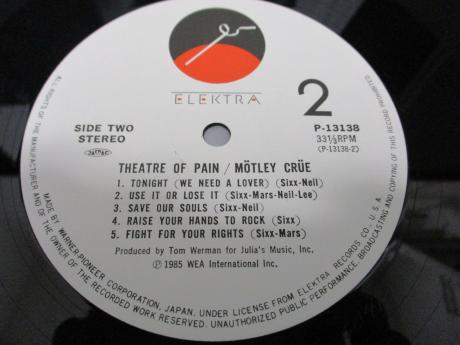 ELEKTRA
2
SIDE TWO
STEREO
P-13138
33⅓RPM
(P-13138-2)
THEATRE OF PAIN / MÖTLEY CRÜE
1. TONIGHT (WE NEED A LOVER) (Sixx-Neil)
2. USE IT OR LOSE IT (Sixx-Mars-Neil-Lee)
3. SAVE OUR SOULS (Sixx-Neil)
4. RAISE YOUR HANDS TO ROCK (Sixx)
5. FIGHT FOR YOUR RIGHTS (Sixx-Mars)
Produced by Tom Werman for Julia's Music, Inc.
Ⓟ © 1985 WEA International Inc.
MADE BY WARNER-PIONEER CORPORATION, JAPAN, UNDER LICENSE FROM ELEKTRA RECORDS CO., U.S.A.
ALL RIGHTS OF THE MANUFACTURER AND OF THE OWNER OF THE RECORDED WORK RESERVED. UNAUTHORIZED PUBLIC PERFORMANCE, BROADCASTING AND COPYING OF THIS RECORD PROHIBITED